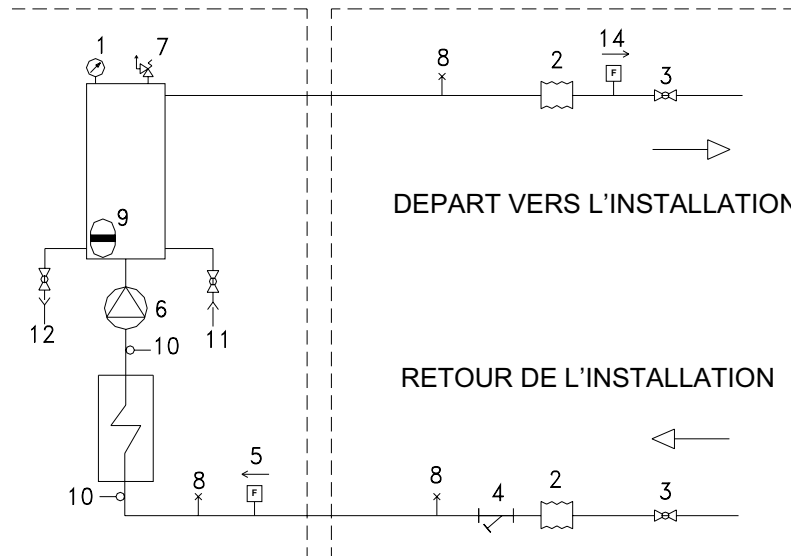 1 7 8 2 14 3
F
DEPART VERS L'INSTALLATION
9
6
12 11
10
RETOUR DE L'INSTALLATION
10 8 5 8 4 2 3
F